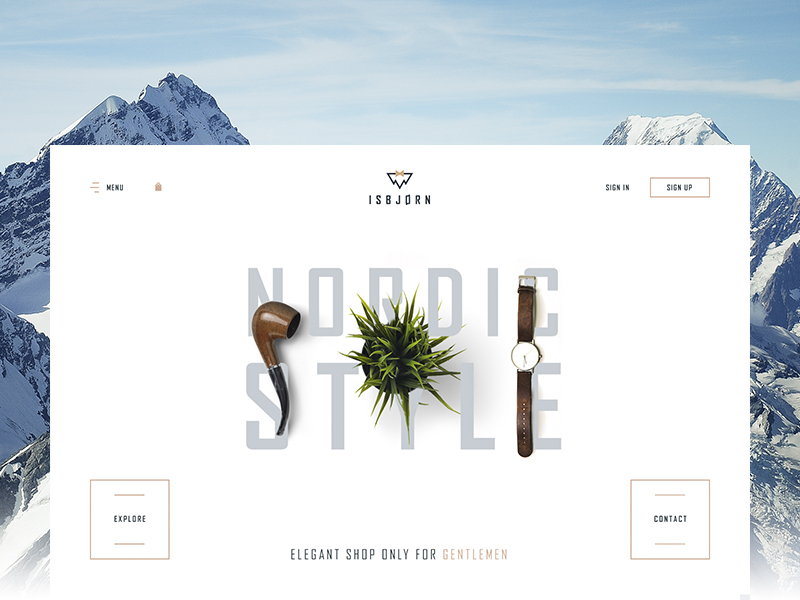 MENU
ISBJØRN
SIGN IN
SIGN UP
NORDIC
STYLE
EXPLORE
CONTACT
ELEGANT SHOP ONLY FOR GENTLEMEN